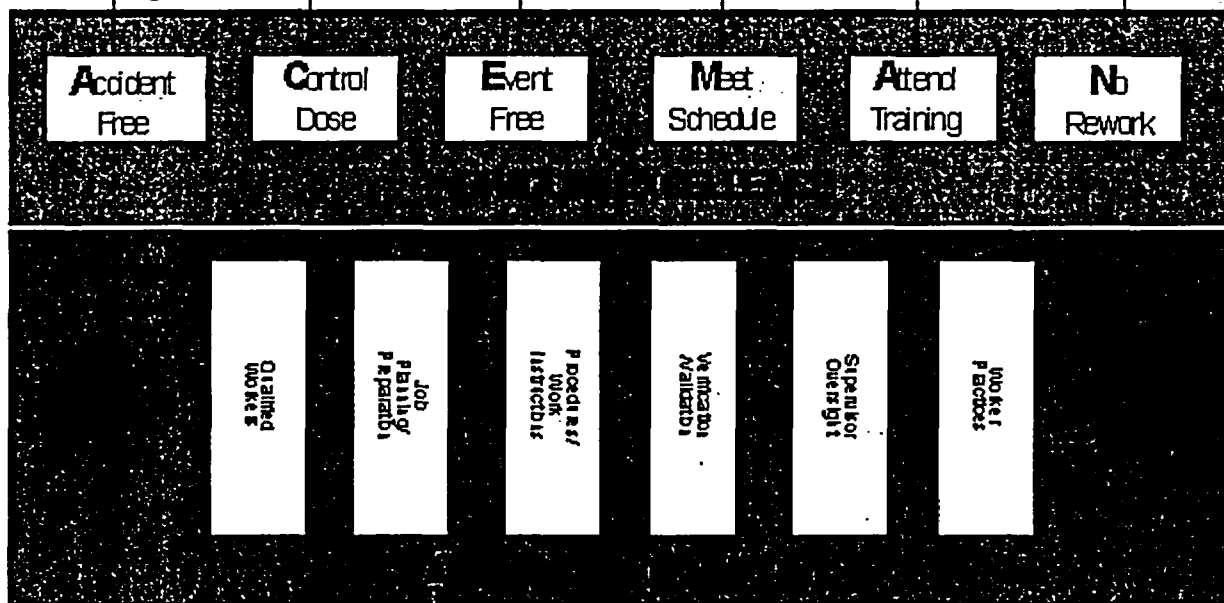 Accident
Free
Control
Dose
Event
Free
Meet
Schedule
Attend
Training
No
Rework
Qualified
Workers
Job
Planning/
Preparation
Procedures/
Work
Instructions
Verification
/Validation
Supervisor
Oversight
Worker
Practices